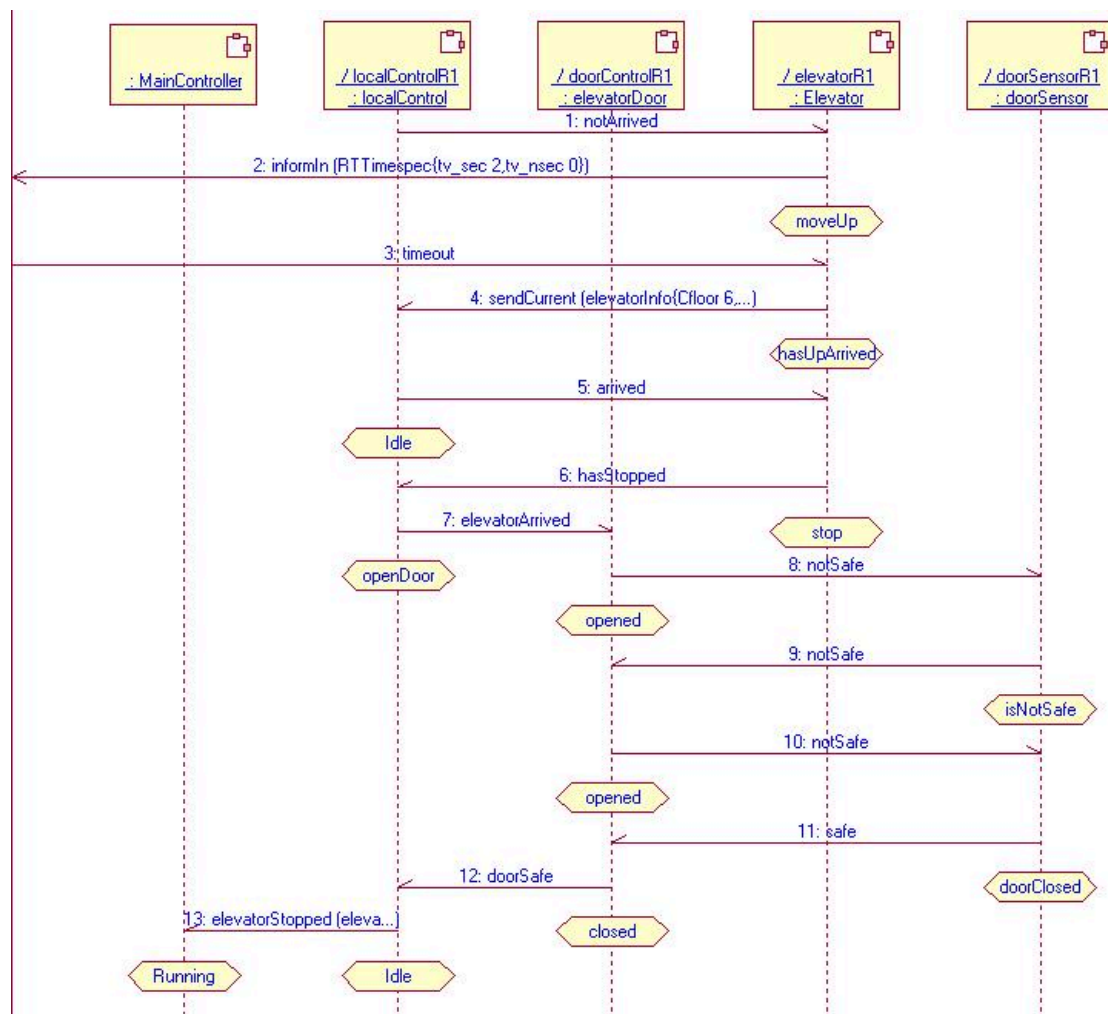 : MainController
/ localControlR1
: localControl
/ doorControlR1
: elevatorDoor
/ elevatorR1
: Elevator
/ doorSensorR1
: doorSensor
1: notArrived
2: informIn (RTTimespec{tv_sec 2,tv_nsec 0})
moveUp
3: timeout
4: sendCurrent (elevatorInfo{Cfloor 6,...)
hasUpArrived
5: arrived
Idle
6: hasStopped
7: elevatorArrived
stop
8: notSafe
openDoor
opened
9: notSafe
isNotSafe
10: notSafe
opened
11: safe
12: doorSafe
doorClosed
13: elevatorStopped (eleva...)
closed
Running
Idle